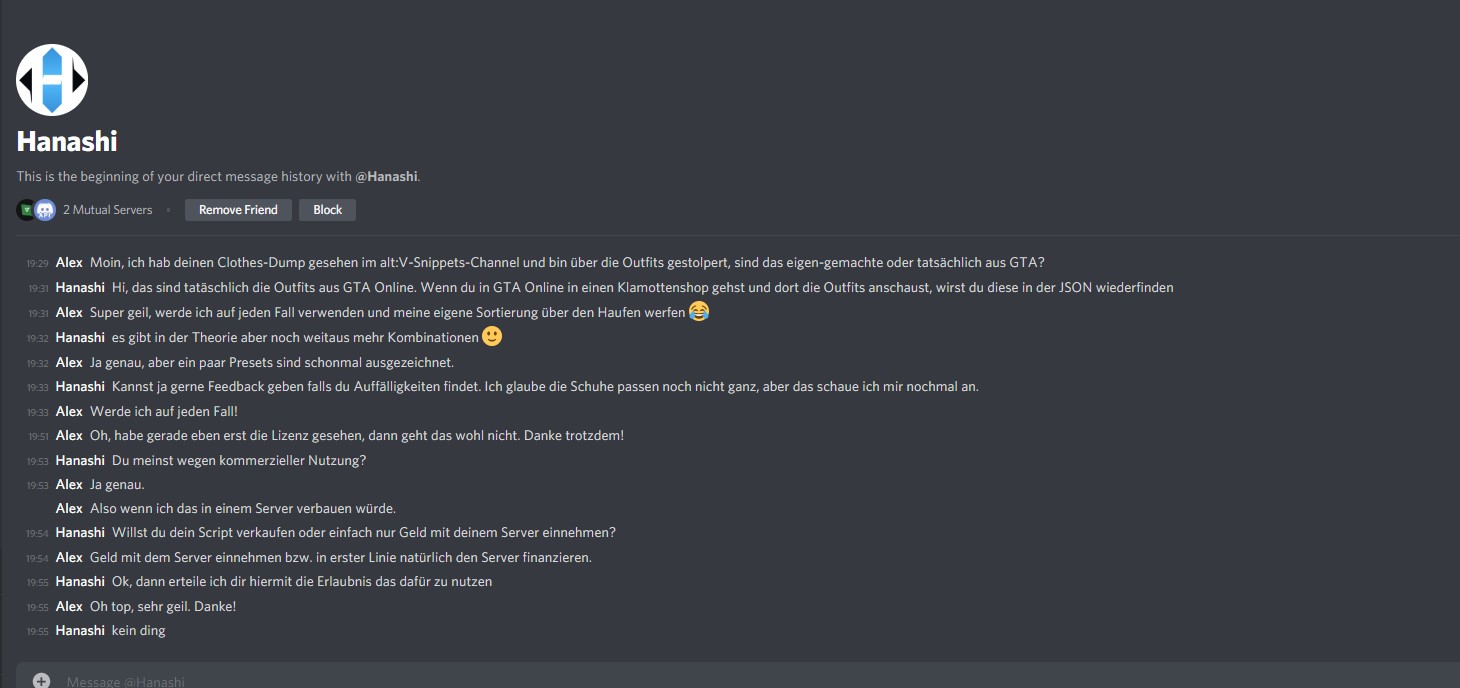 Hanashi
This is the beginning of your direct message history with @Hanashi.
2 Mutual Servers • Remove Friend Block
19:29 Alex Moin, ich hab deinen Clothes-Dump gesehen im alt:V-Snippets-Channel und bin über die Outfits gestolpert, sind das eigen-gemachte oder tatsächlich aus GTA?
19:31 Hanashi Hi, das sind tatäschlich die Outfits aus GTA Online. Wenn du in GTA Online in einen Klamottenshop gehst und dort die Outfits anschaust, wirst du diese in der JSON wiederfinden
19:31 Alex Super geil, werde ich auf jeden Fall verwenden und meine eigene Sortierung über den Haufen werfen 😂
19:32 Hanashi es gibt in der Theorie aber noch weitaus mehr Kombinationen 🙂
19:32 Alex Ja genau, aber ein paar Presets sind schonmal ausgezeichnet.
19:33 Hanashi Kannst ja gerne Feedback geben falls du Auffälligkeiten findet. Ich glaube die Schuhe passen noch nicht ganz, aber das schaue ich mir nochmal an.
19:33 Alex Werde ich auf jeden Fall!
19:51 Alex Oh, habe gerade eben erst die Lizenz gesehen, dann geht das wohl nicht. Danke trotzdem!
19:53 Hanashi Du meinst wegen kommerzieller Nutzung?
19:53 Alex Ja genau.
Alex Also wenn ich das in einem Server verbauen würde.
19:54 Hanashi Willst du dein Script verkaufen oder einfach nur Geld mit deinem Server einnehmen?
19:54 Alex Geld mit dem Server einnehmen bzw. in erster Linie natürlich den Server finanzieren.
19:55 Hanashi Ok, dann erteile ich dir hiermit die Erlaubnis das dafür zu nutzen
19:55 Alex Oh top, sehr geil. Danke!
19:55 Hanashi kein ding
Message @Hanashi